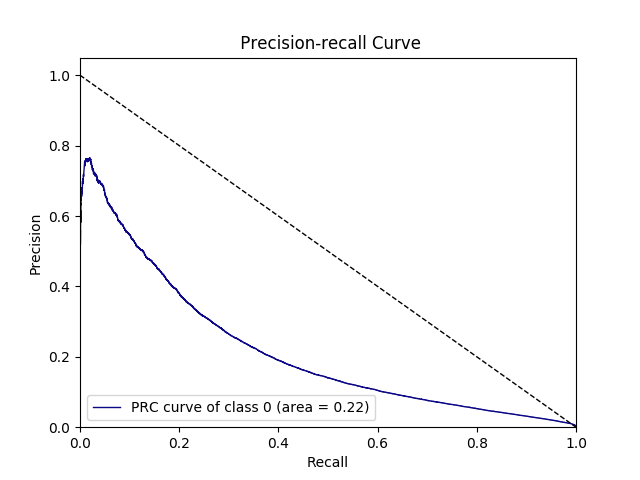 Precision-recall Curve
1.0
0.8
0.6
0.4
0.2
0.0
Precision
PRC curve of class 0 (area = 0.22)
0.0 0.2 0.4 0.6 0.8 1.0
Recall